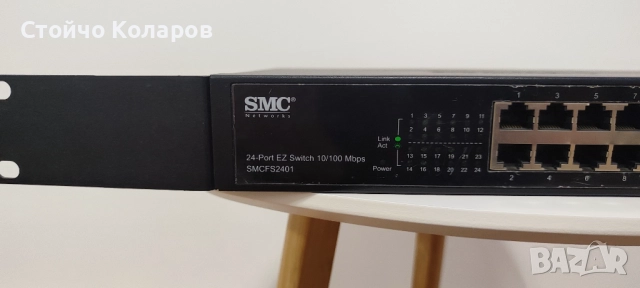 Стойчо Коларов
SMC®
Networks
24-Port EZ Switch 10/100 Mbps
SMCFS2401
1 3 5 7 9 11
2 4 6 8 10 12
Link
Act
13 15 17 19 21 23
Power 14 16 18 20 22 24
1 3 5 7
2 4 6 8
BAZAR